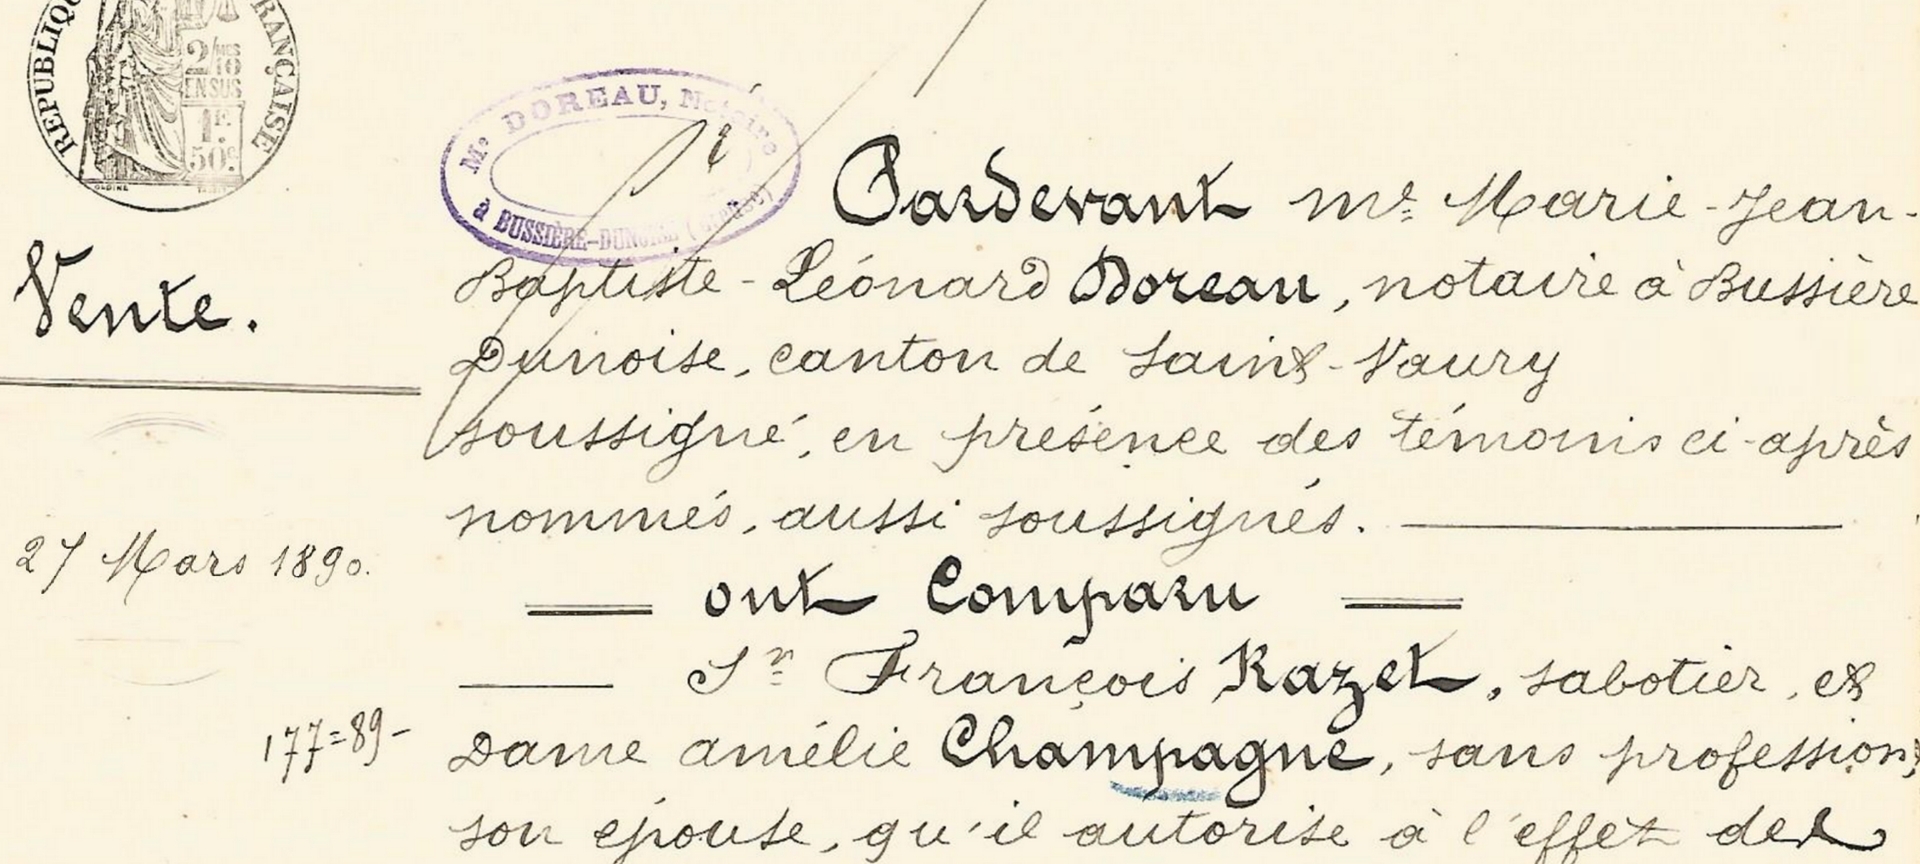 RÉPUBLIQUE FRANÇAISE
2/10 MES
EN SUS
1F.
50c.
Me DOREAU, Notaire
à BUSSIÈRE-DUNOISE (Creuse)
Vente.
27 Mars 1890.
177=89-
Pardevant Me Marie-Jean-
Baptiste-Léonard Doreau, notaire à Bussière
Dunoise, canton de Saint-Vaury
soussigné, en présence des témoins ci-après
nommés, aussi soussignés.
ont Comparu
Sr François Razet, sabotier, et
Dame amélie Champagne, sans profession,
son épouse, qu'il autorise à l'effet des